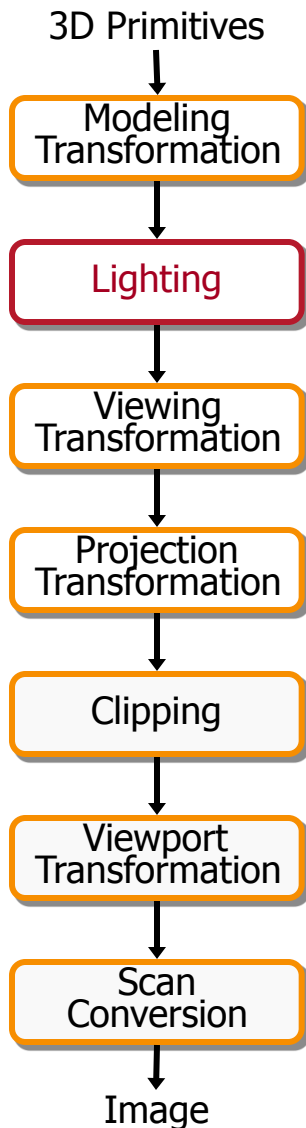 3D Primitives
Modeling
Transformation
Lighting
Viewing
Transformation
Projection
Transformation
Clipping
Viewport
Transformation
Scan
Conversion
Image